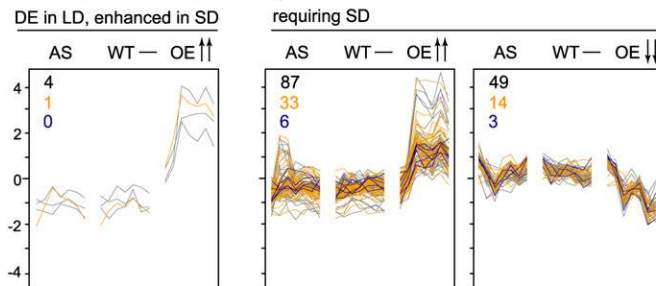 DE in LD, enhanced in SD
requiring SD
AS WT — OE ↑↑
AS WT — OE ↑↑
AS WT — OE ↓↓
4
2
0
-2
-4
4
1
0
87
33
6
49
14
3